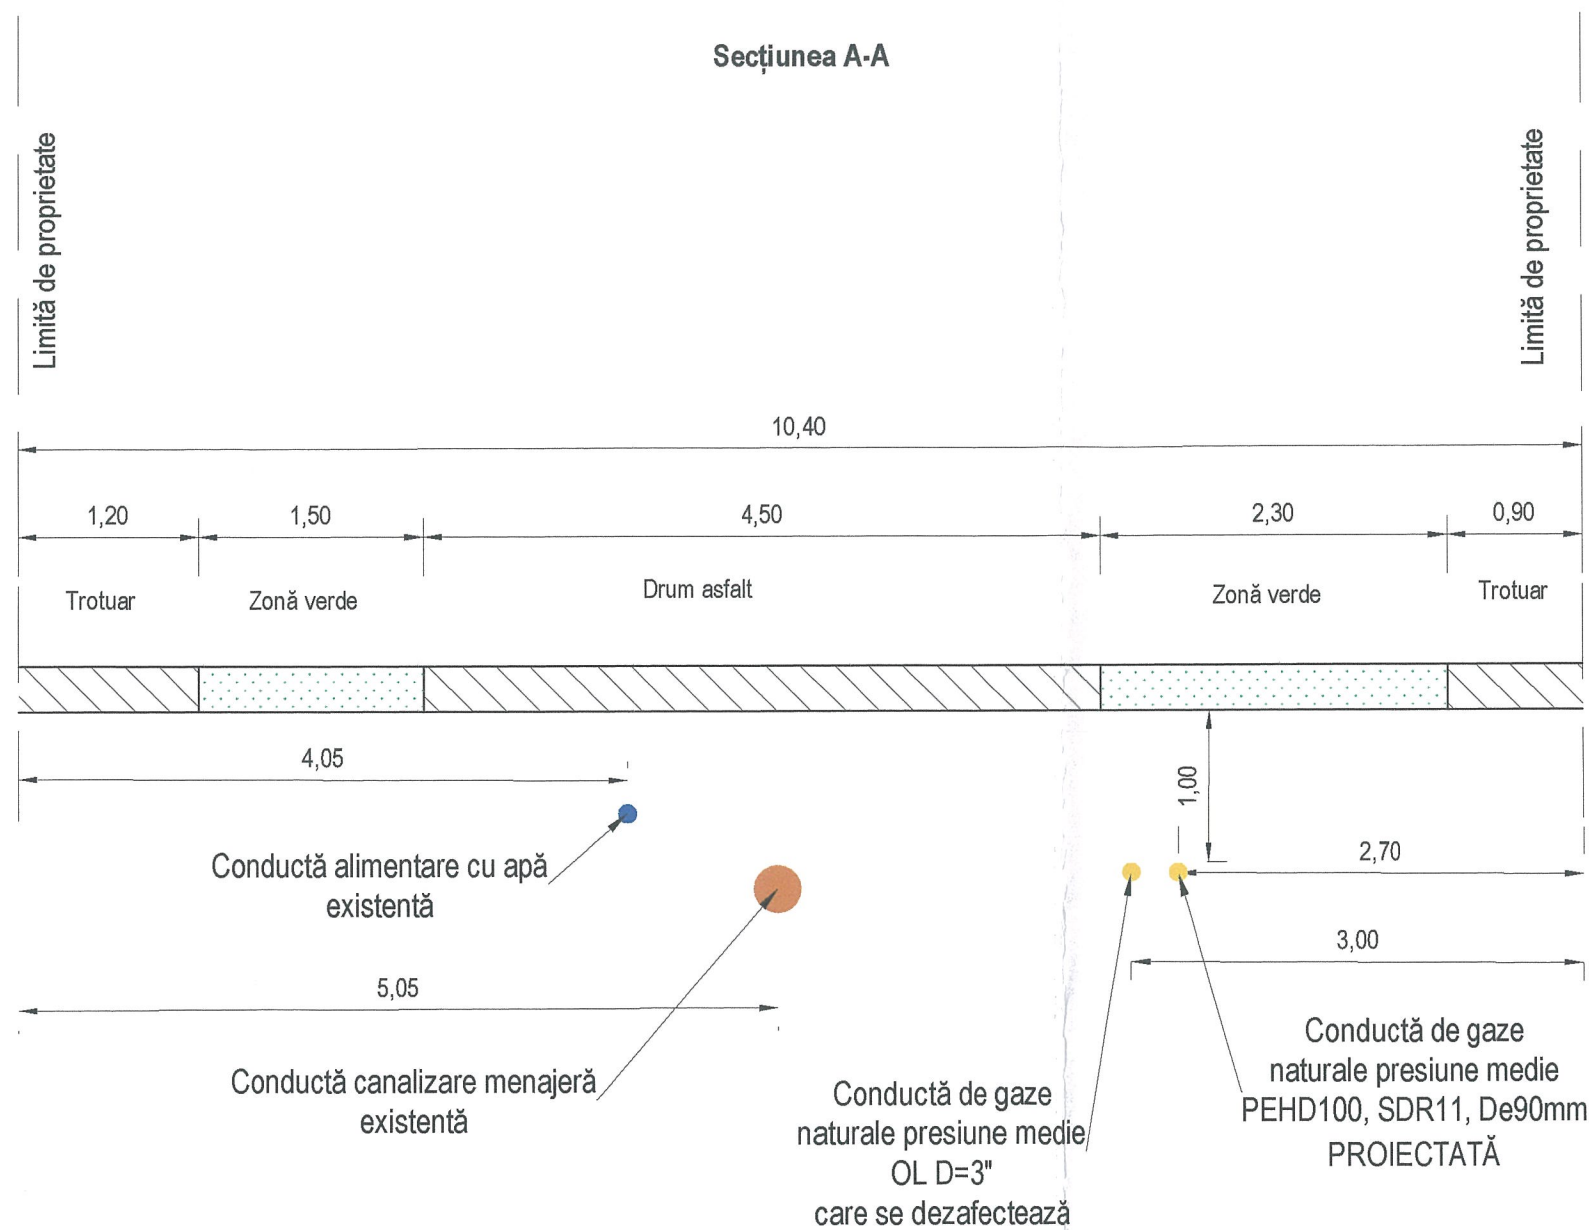 Secțiunea A-A
Limită de proprietate
Limită de proprietate
10,40
1,20
1,50
4,50
2,30
0,90
Trotuar
Zonă verde
Drum asfalt
Zonă verde
Trotuar
4,05
1,00
Conductă alimentare cu apă
existentă
2,70
3,00
5,05
Conductă canalizare menajeră
existentă
Conductă de gaze
naturale presiune medie
OL D=3"
care se dezafectează
Conductă de gaze
naturale presiune medie
PEHD100, SDR11, De90mm
PROIECTATĂ